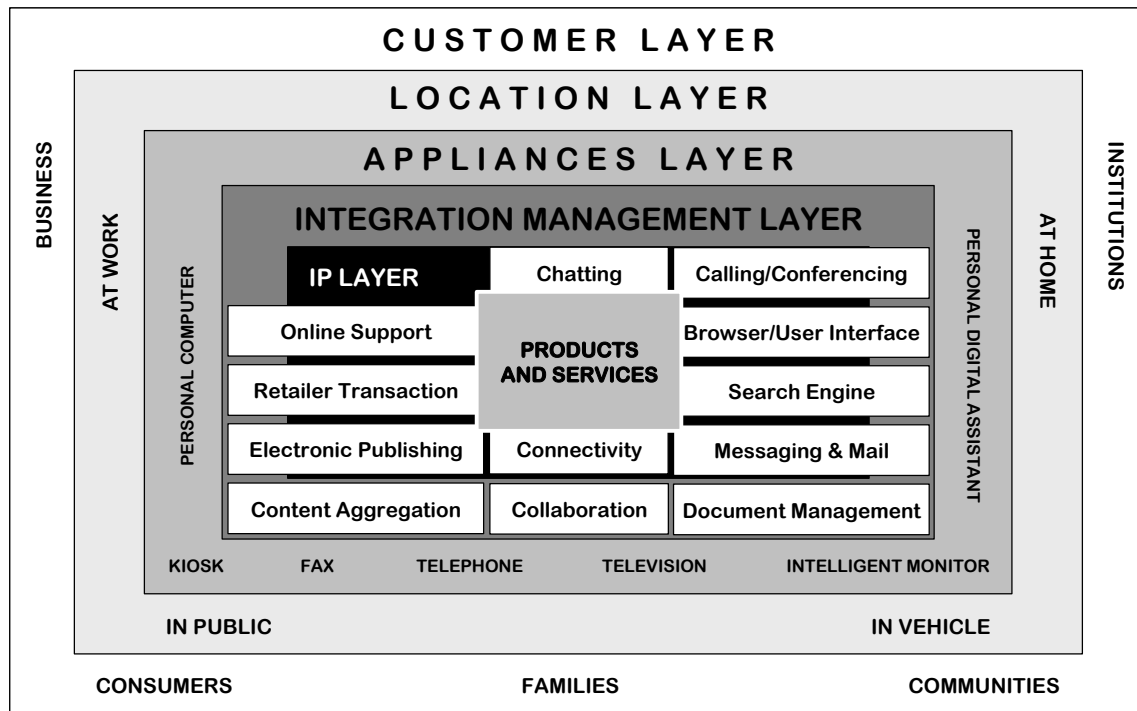 CUSTOMER LAYER
LOCATION LAYER
APPLIANCES LAYER
INTEGRATION MANAGEMENT LAYER
BUSINESS
AT WORK
PERSONAL COMPUTER
IP LAYER
Chatting
Calling/Conferencing
Online Support
PRODUCTS
AND SERVICES
Browser/User Interface
Retailer Transaction
Search Engine
Electronic Publishing
Connectivity
Messaging & Mail
Content Aggregation
Collaboration
Document Management
PERSONAL DIGITAL ASSISTANT
AT HOME
INSTITUTIONS
KIOSK
FAX
TELEPHONE
TELEVISION
INTELLIGENT MONITOR
IN PUBLIC
IN VEHICLE
CONSUMERS
FAMILIES
COMMUNITIES